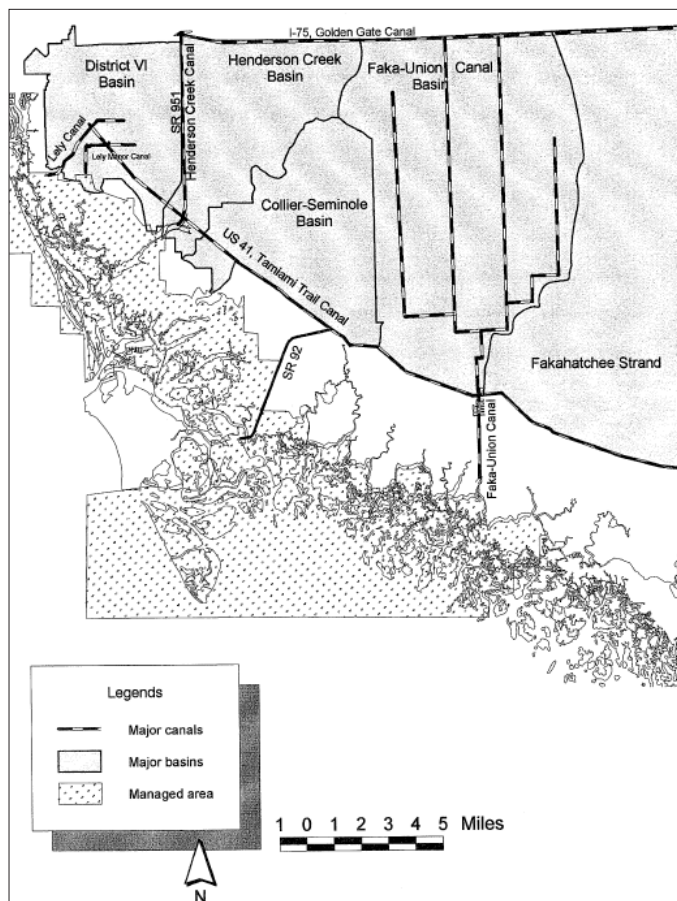 I-75, Golden Gate Canal
District VI
Basin
Henderson Creek
Basin
Faka-Union Canal
Basin
SR 951
Henderson Creek Canal
Lely Canal
Lely Manor Canal
Collier-Seminole
Basin
US 41, Tamiami Trail Canal
SR 92
Fakahatchee Strand
Faka-Union Canal
Legends
Major canals
Major basins
Managed area
1 0 1 2 3 4 5 Miles
N